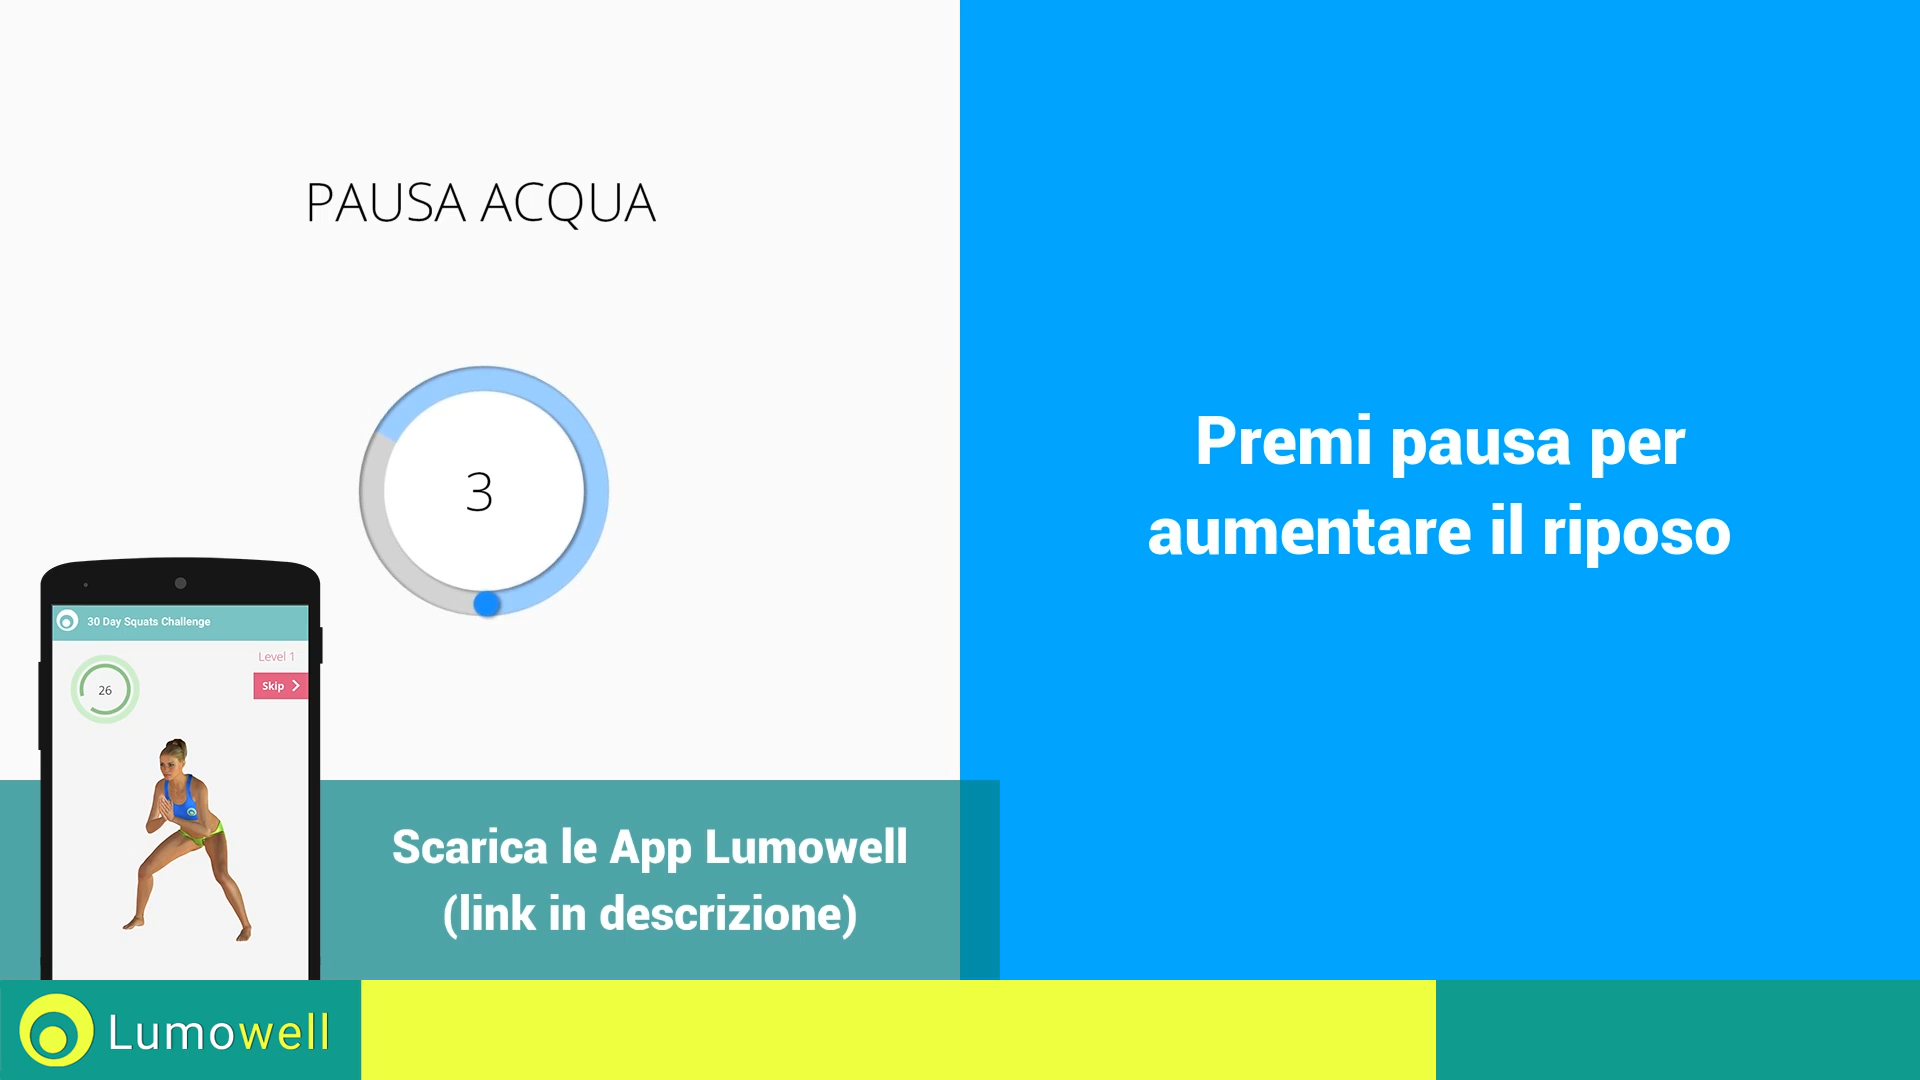 PAUSA ACQUA
3
Premi pausa per
aumentare il riposo
30 Day Squats Challenge
Level 1
26
Skip
Scarica le App Lumowell
(link in descrizione)
Lumowell